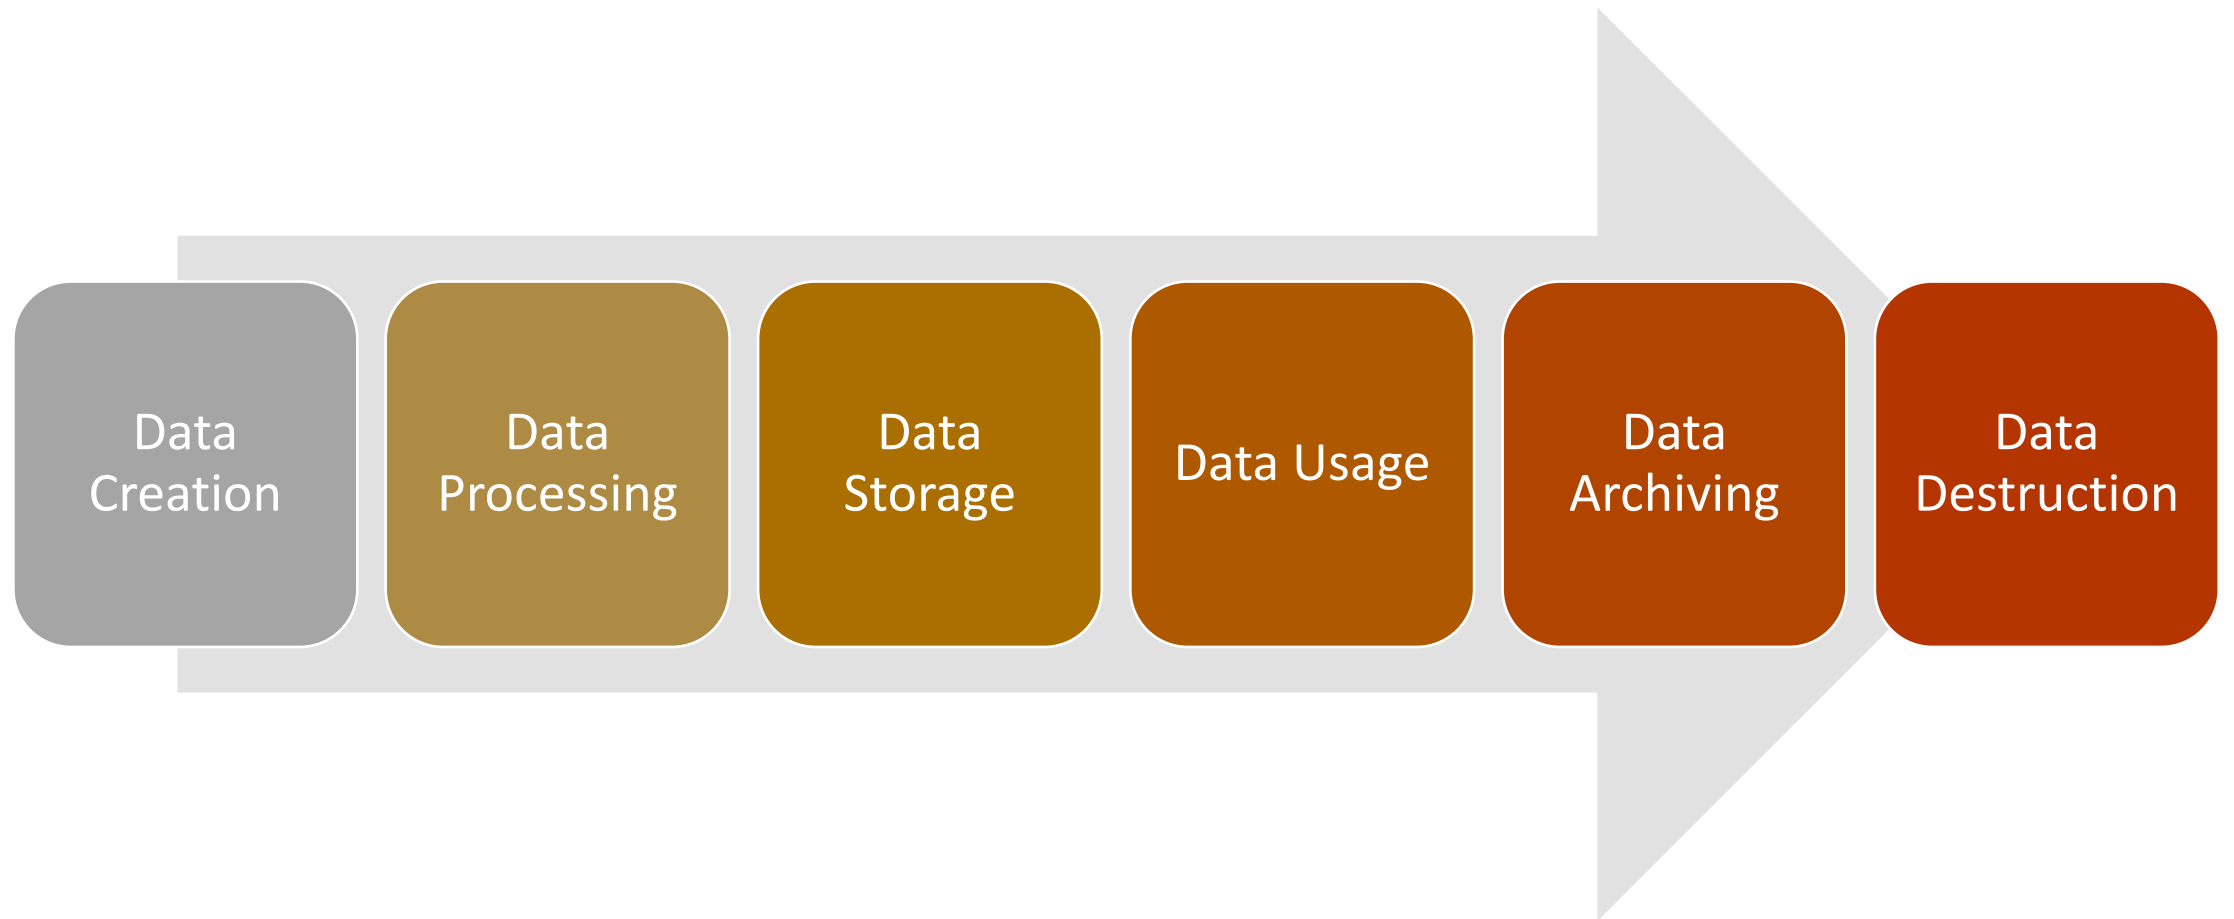 Data
Creation
Data
Processing
Data
Storage
Data Usage
Data
Archiving
Data
Destruction